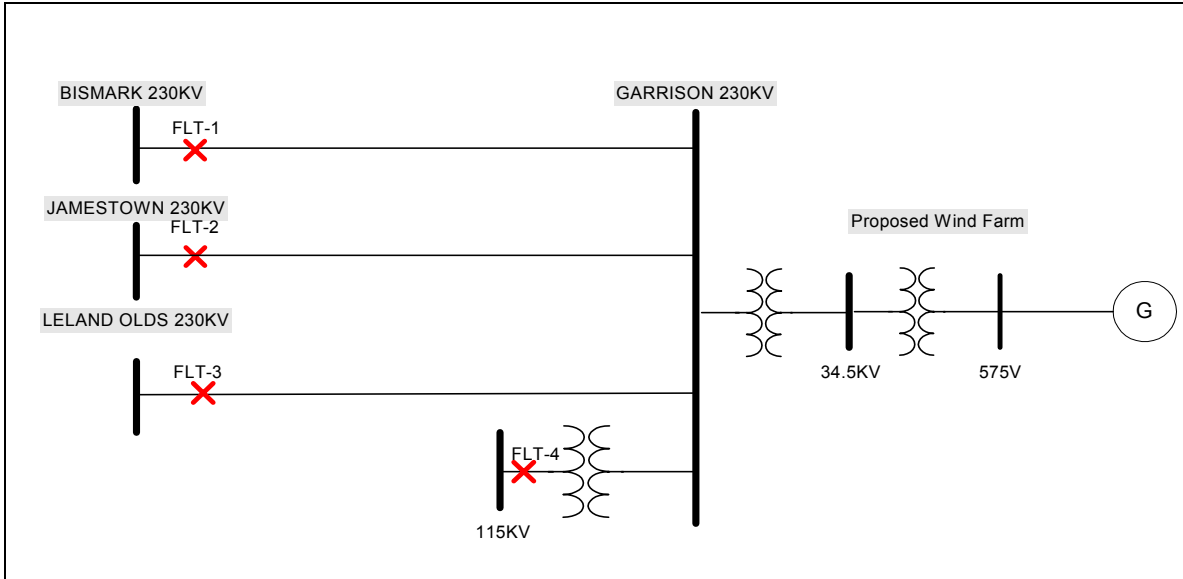 BISMARK 230KV
GARRISON 230KV
FLT-1
JAMESTOWN 230KV
FLT-2
Proposed Wind Farm
LELAND OLDS 230KV
G
FLT-3
34.5KV
575V
FLT-4
115KV